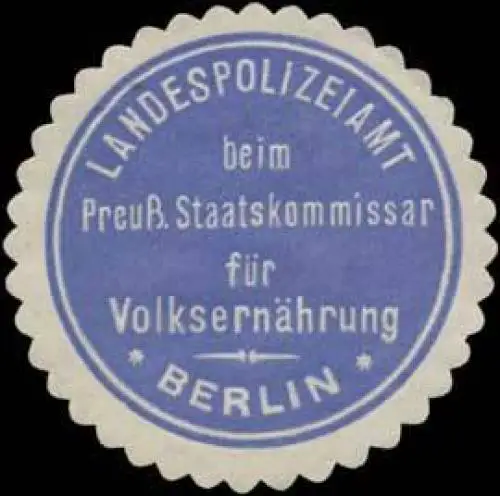 LANDESPOLIZEIAMT
beim
Preuß. Staatskommissar
für
Volksernährung
* BERLIN *